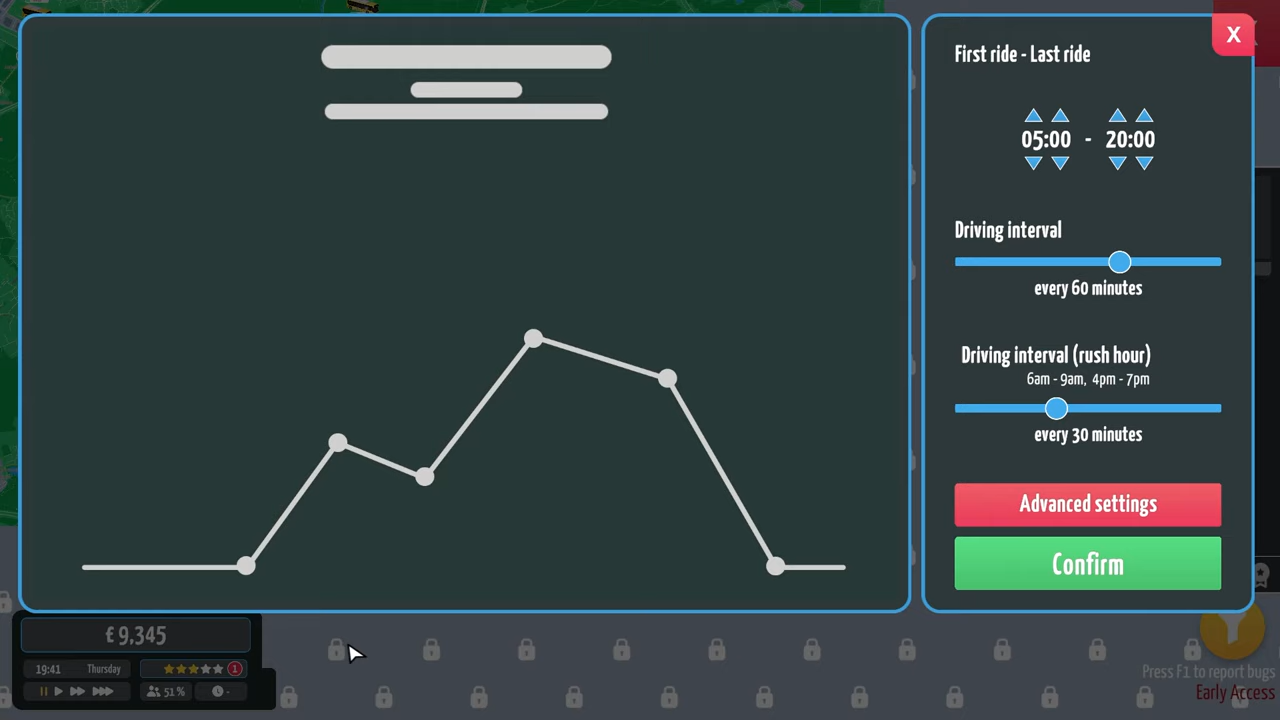 X
First ride - Last ride
05:00 - 20:00
Driving interval
every 60 minutes
Driving interval (rush hour)
6am - 9am, 4pm - 7pm
every 30 minutes
Advanced settings
Confirm
£ 9,345
19:41 Thursday 1
51 % -
Press F1 to report bugs
Early Access